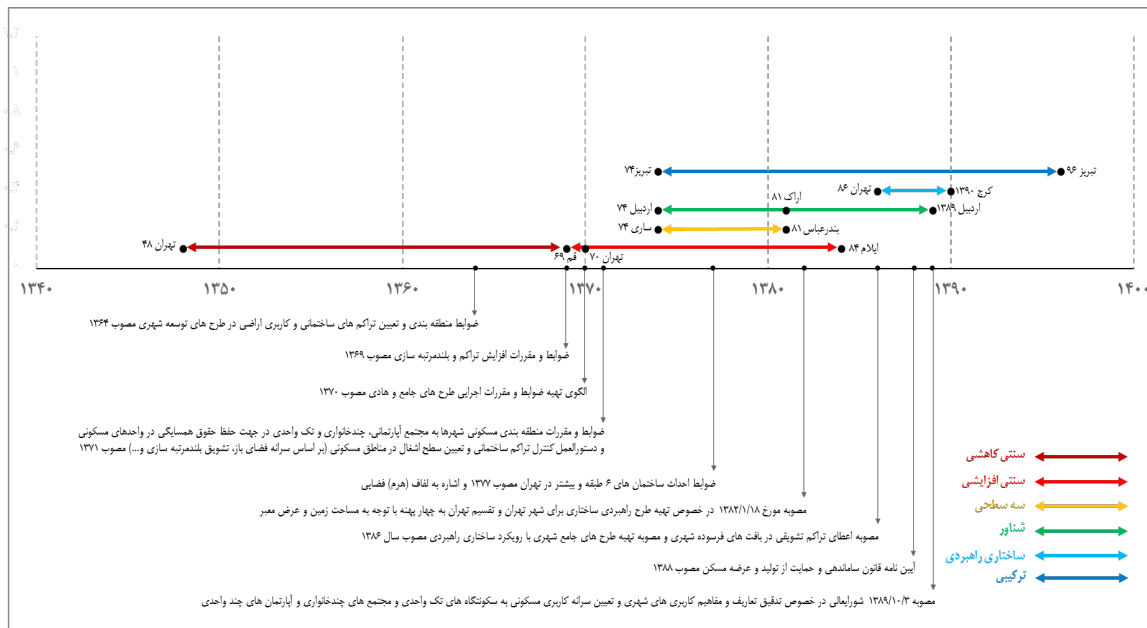 تبریز ۷۴
تبریز ۹۶
تهران ۸۶
کرج ۱۳۹۰
اردبیل ۷۴
اراک ۸۱
اردبیل ۱۳۸۹
ساری ۷۴
بندرعباس ۸۱
تهران ۴۸
قم ۶۹
تهران ۷۰
ایلام ۸۴
۱۳۴۰
۱۳۵۰
۱۳۶۰
۱۳۷۰
۱۳۸۰
۱۳۹۰
۱۴۰۰
ضوابط منطقه بندی و تعیین تراکم های ساختمانی و کاربری اراضی در طرح های توسعه شهری مصوب ۱۳۶۴
ضوابط و مقررات افزایش تراکم و بلندمرتبه سازی مصوب ۱۳۶۹
الگوی تهیه ضوابط و مقررات اجرایی طرح های جامع و هادی مصوب ۱۳۷۰
ضوابط و مقررات منطقه بندی مسکونی شهرها به مجتمع آپارتمانی، چندخانواری و تک واحدی در جهت حفظ حقوق همسایگی در واحدهای مسکونی
و دستورالعمل کنترل تراکم ساختمانی و تعیین سطح اشغال در مناطق مسکونی (بر اساس سرانه فضای باز، تشویق بلندمرتبه سازی و...) مصوب ۱۳۷۱
ضوابط احداث ساختمان های ۶ طبقه و بیشتر در تهران مصوب ۱۳۷۷ و اشاره به لفاف (هرم) فضایی
مصوبه مورخ ۱۳۸۲/۱/۱۸ در خصوص تهیه طرح راهبردی ساختاری برای شهر تهران و تقسیم تهران به چهار پهنه با توجه به مساحت زمین و عرض معبر
مصوبه اعطای تراکم تشویقی در بافت های فرسوده شهری و مصوبه تهیه طرح های جامع شهری با رویکرد ساختاری راهبردی مصوب سال ۱۳۸۶
آیین نامه قانون ساماندهی و حمایت از تولید و عرضه مسکن مصوب ۱۳۸۸
مصوبه ۱۳۸۹/۱۰/۳ شورایعالی در خصوص تدقیق تعاریف و مفاهیم کاربری های شهری و تعیین سرانه کاربری مسکونی به سکونتگاه های تک واحدی و مجتمع های چندخانواری و آپارتمان های چند واحدی
سنتی کاهشی
سنتی افزایشی
سه سطحی
شناور
ساختاری راهبردی
ترکیبی